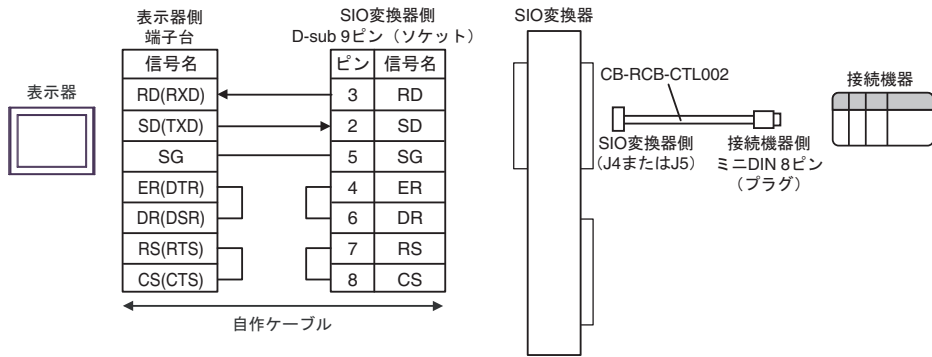 表示器
表示器側
端子台
信号名
RD(RXD)
SD(TXD)
SG
ER(DTR)
DR(DSR)
RS(RTS)
CS(CTS)
SIO変換器側
D-sub 9ピン（ソケット）
ピン 信号名
3 RD
2 SD
5 SG
4 ER
6 DR
7 RS
8 CS
自作ケーブル
SIO変換器
CB-RCB-CTL002
SIO変換器側
(J4またはJ5)
接続機器側
ミニDIN 8ピン
（プラグ）
接続機器